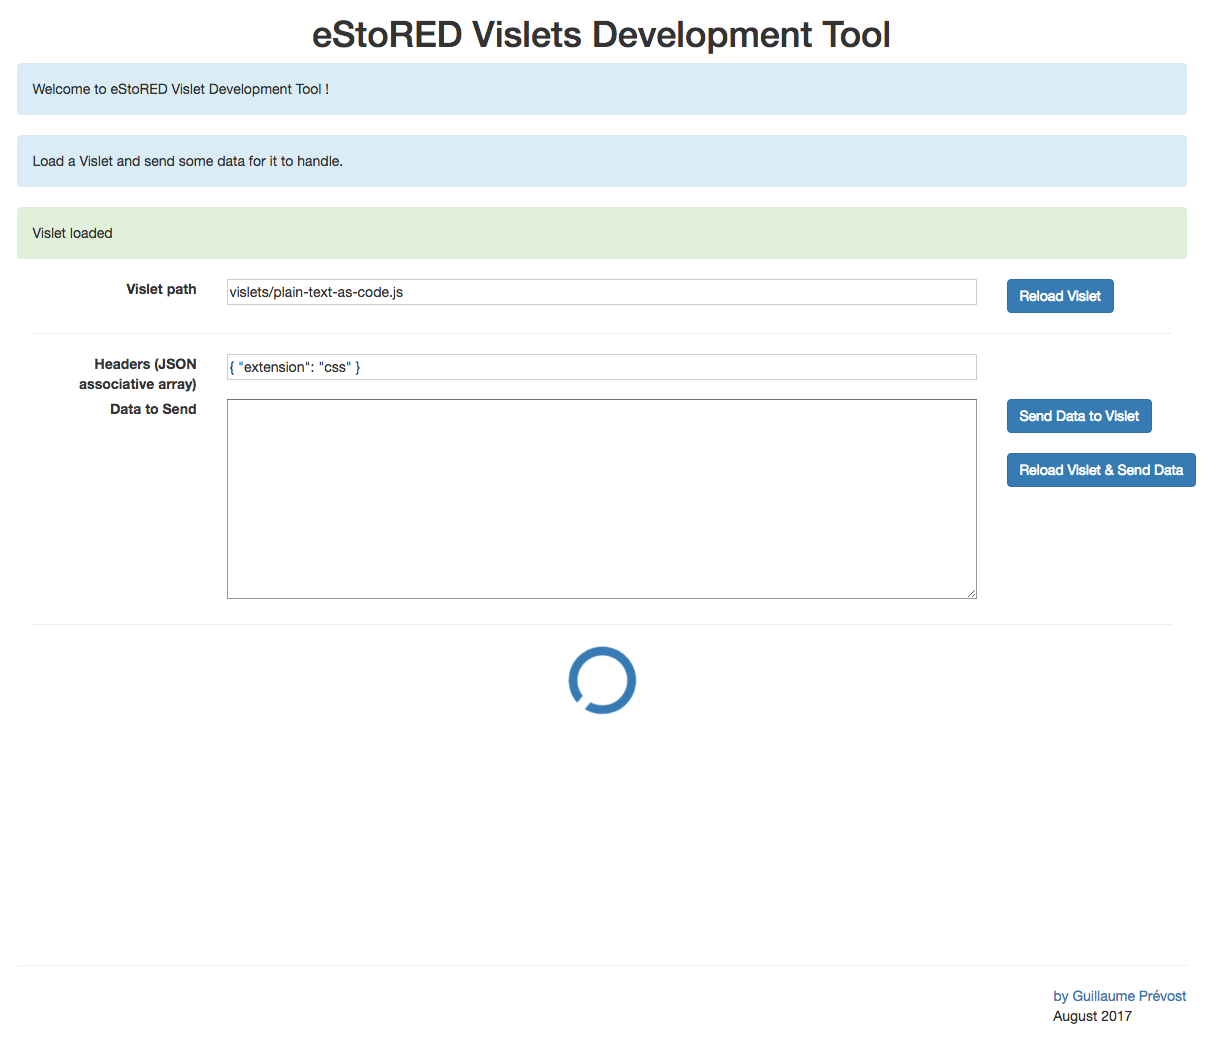 eStoRED Vislets Development Tool
Welcome to eStoRED Vislet Development Tool !
Load a Vislet and send some data for it to handle.
Vislet loaded
Vislet path
vislets/plain-text-as-code.js
Reload Vislet
Headers (JSON
associative array)
{ "extension": "css" }
Data to Send
Send Data to Vislet
Reload Vislet & Send Data
by Guillaume Prévost
August 2017